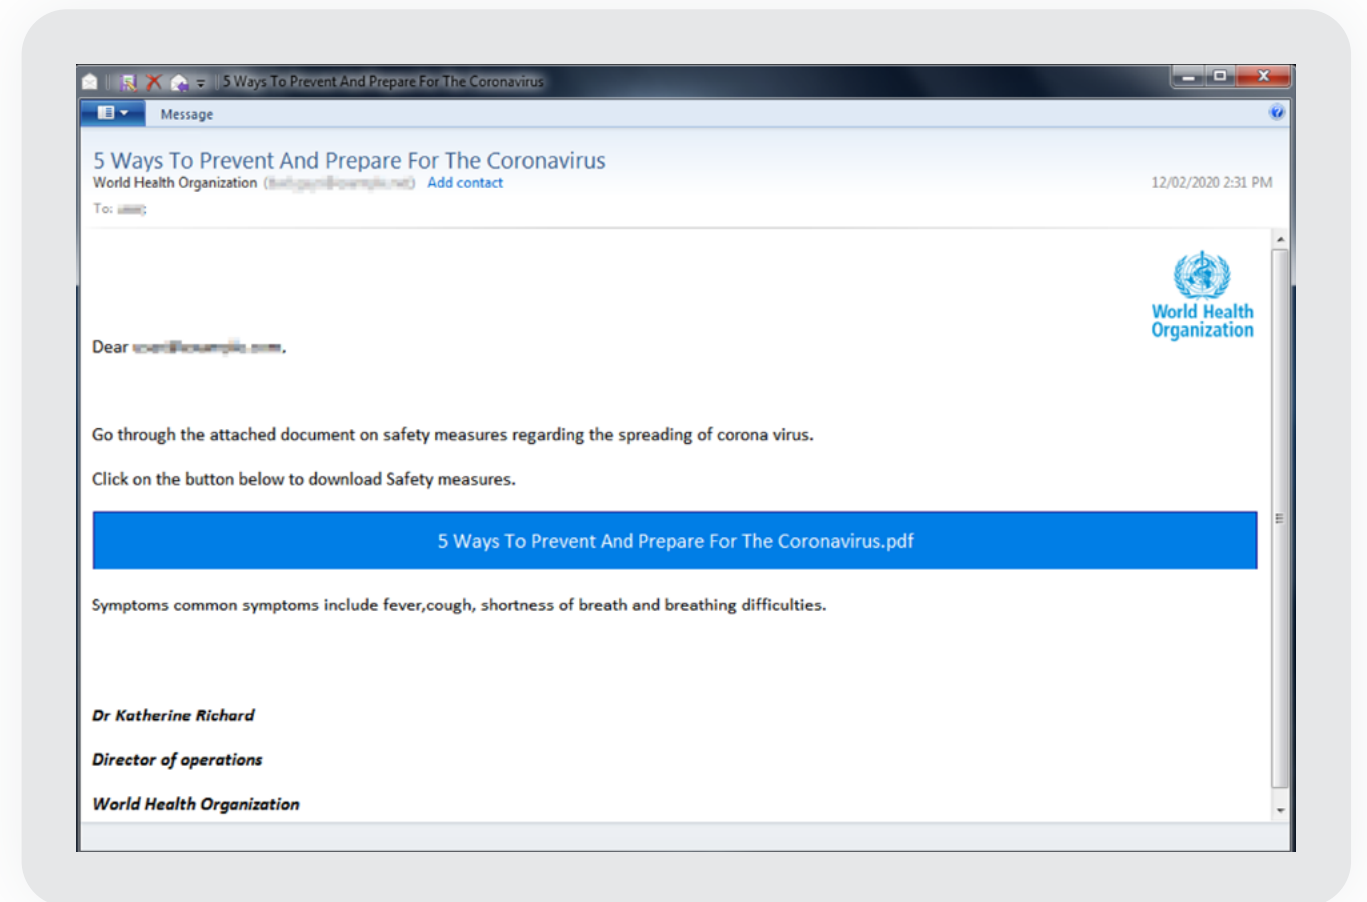 5 Ways To Prevent And Prepare For The Coronavirus
Message
5 Ways To Prevent And Prepare For The Coronavirus
World Health Organization Add contact
12/02/2020 2:31 PM
To:
World Health
Organization
Dear
Go through the attached document on safety measures regarding the spreading of corona virus.
Click on the button below to download Safety measures.
5 Ways To Prevent And Prepare For The Coronavirus.pdf
Symptoms common symptoms include fever,cough, shortness of breath and breathing difficulties.
Dr Katherine Richard
Director of operations
World Health Organization